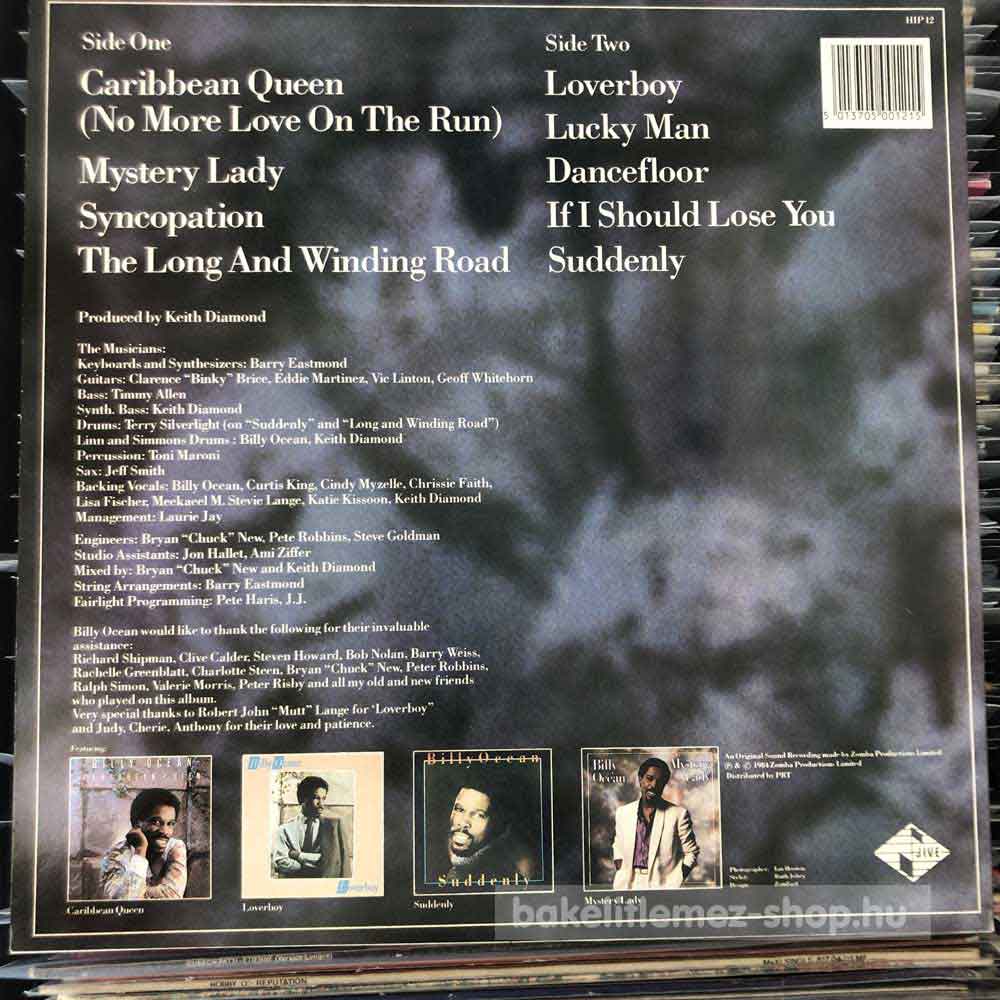 HIP 12
Side One
Caribbean Queen
(No More Love On The Run)
Mystery Lady
Syncopation
The Long And Winding Road
Side Two
Loverboy
Lucky Man
Dancefloor
If I Should Lose You
Suddenly
5 013705 001215
Produced by Keith Diamond
The Musicians:
Keyboards and Synthesizers: Barry Eastmond
Guitars: Clarence “Binky” Brice, Eddie Martinez, Vic Linton, Geoff Whitehorn
Bass: Timmy Allen
Synth. Bass: Keith Diamond
Drums: Terry Silverlight (on “Suddenly” and “Long and Winding Road”)
Linn and Simmons Drums : Billy Ocean, Keith Diamond
Percussion: Toni Maroni
Sax: Jeff Smith
Backing Vocals: Billy Ocean, Curtis King, Cindy Myzelle, Chrissie Faith,
Lisa Fischer, Meekaeel M. Stevie Lange, Katie Kissoon, Keith Diamond
Management: Laurie Jay
Engineers: Bryan “Chuck” New, Pete Robbins, Steve Goldman
Studio Assistants: Jon Hallet, Ami Ziffer
Mixed by: Bryan “Chuck” New and Keith Diamond
String Arrangements: Barry Eastmond
Fairlight Programming: Pete Haris, J.J.
Billy Ocean would like to thank the following for their invaluable
assistance:
Richard Shipman, Clive Calder, Steven Howard, Bob Nolan, Barry Weiss,
Rachelle Greenblatt, Charlotte Steen, Bryan “Chuck” New, Peter Robbins,
Ralph Simon, Valerie Morris, Peter Risby and all my old and new friends
who played on this album.
Very special thanks to Robert John “Mutt” Lange for ‘Loverboy”
and Judy, Cherie, Anthony for their love and patience.
Featuring:
BILLY OCEAN
Caribbean Queen
Billy Ocean
Loverboy
Loverboy
Billy Ocean
Suddenly
Suddenly
Billy Ocean
Mystery Lady
Mystery Lady
An Original Sound Recording made by Zomba Productions Limited
℗ & © 1984 Zomba Productions Limited
Distributed by PRT
Photographer:
Stylist:
Design:
JIVE
bakelitlemez-shop.hu
REPUTATION